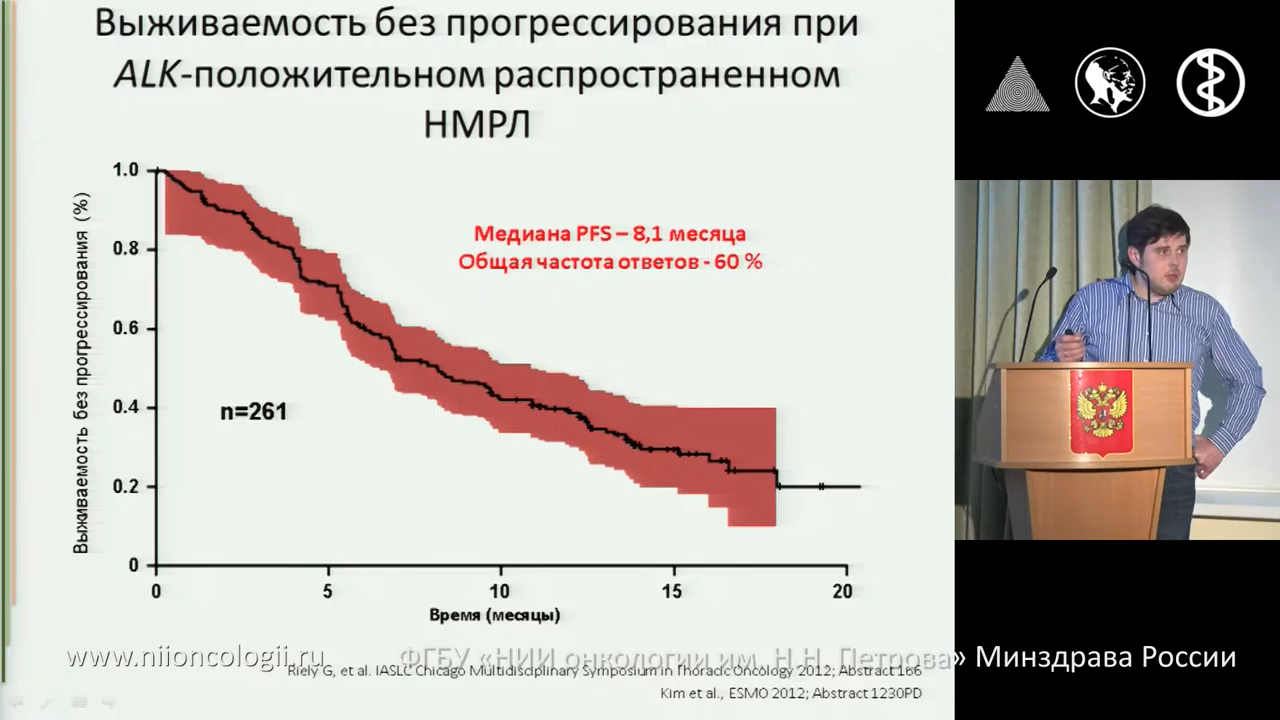 Выживаемость без прогрессирования при
ALK-положительном распространенном
НМРЛ
Выживаемость без прогрессирования (%)
1.0
0.8
0.6
0.4
0.2
0
Медиана PFS – 8,1 месяца
Общая частота ответов - 60 %
n=261
0 5 10 15 20
Время (месяцы)
www.niioncologii.ru ФГБУ «НИИ онкологии им. Н.Н. Петрова» Минздрава России
Riely G, et al. IASLC Chicago Multidisciplinary Symposium in Thoracic Oncology 2012; Abstract 166
Kim et al., ESMO 2012; Abstract 1230PD